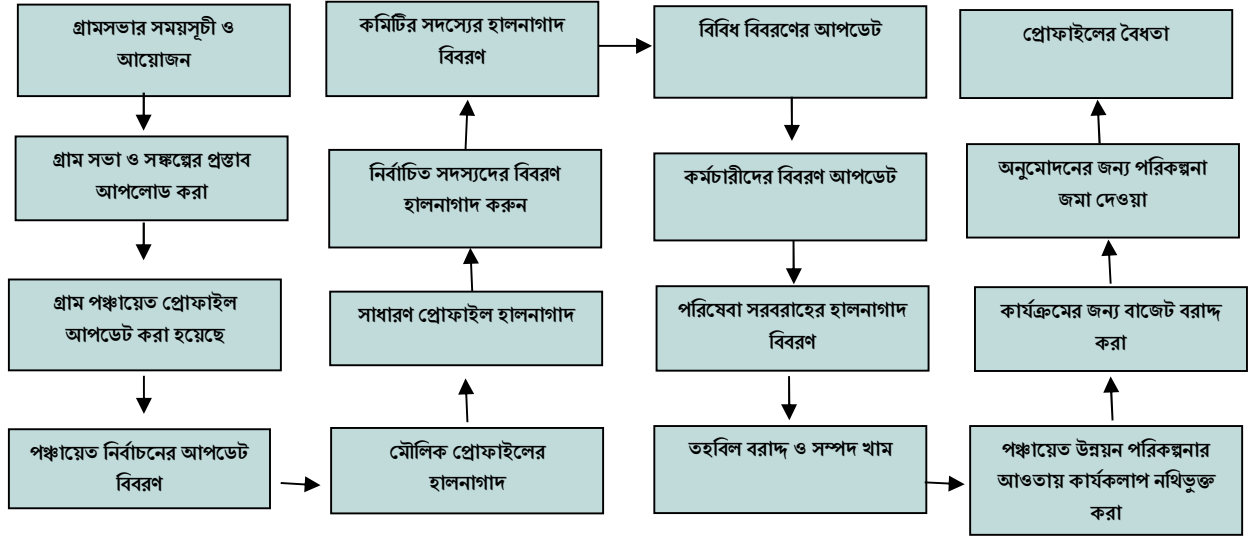 গ্রামসভার সময়সূচী ও
আয়োজন
গ্রাম সভা ও সঙ্কল্পের প্রস্তাব
আপলোড করা
গ্রাম পঞ্চায়েত প্রোফাইল
আপডেট করা হয়েছে
পঞ্চায়েত নির্বাচনের আপডেট
বিবরণ
মৌলিক প্রোফাইলের
হালনাগাদ
সাধারণ প্রোফাইল হালনাগাদ
নির্বাচিত সদস্যদের বিবরণ
হালনাগাদ করুন
কমিটির সদস্যের হালনাগাদ
বিবরণ
বিবিধ বিবরণের আপডেট
কর্মচারীদের বিবরণ আপডেট
পরিষেবা সরবরাহের হালনাগাদ
বিবরণ
তহবিল বরাদ্দ ও সম্পদ খাম
পঞ্চায়েত উন্নয়ন পরিকল্পনার
আওতায় কার্যকলাপ নথিভুক্ত
করা
কার্যক্রমের জন্য বাজেট বরাদ্দ
করা
অনুমোদনের জন্য পরিকল্পনা
জমা দেওয়া
প্রোফাইলের বৈধতা